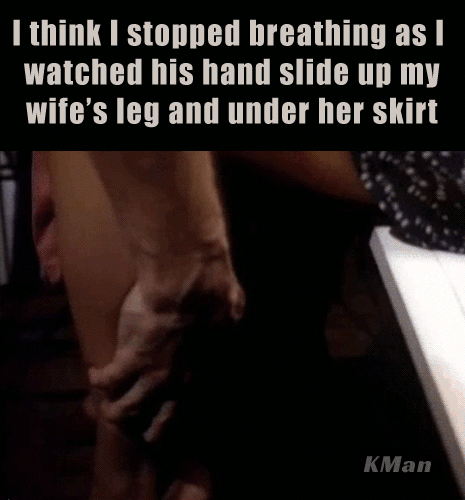 I think I stopped breathing as I
watched his hand slide up my
wife's leg and under her skirt
KMan